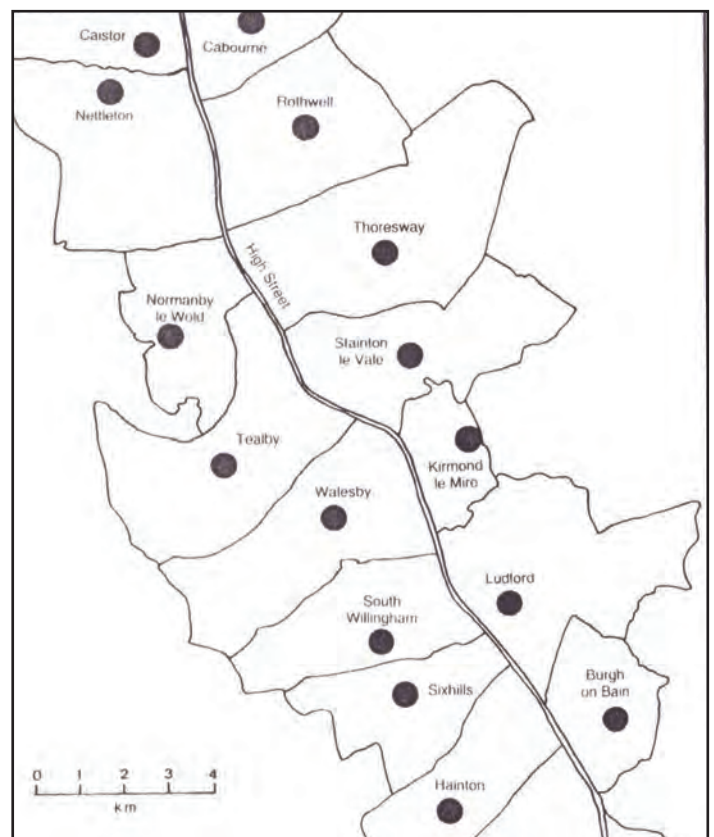 Caistor
Cabourne
Nettleton
Rothwell
Thoresway
High Street
Normanby
le Wold
Stainton
le Vale
Tealby
Kirmond
le Mire
Walesby
Ludford
South
Willingham
Burgh
on Bain
Sixhills
0 1 2 3 4
km
Hainton